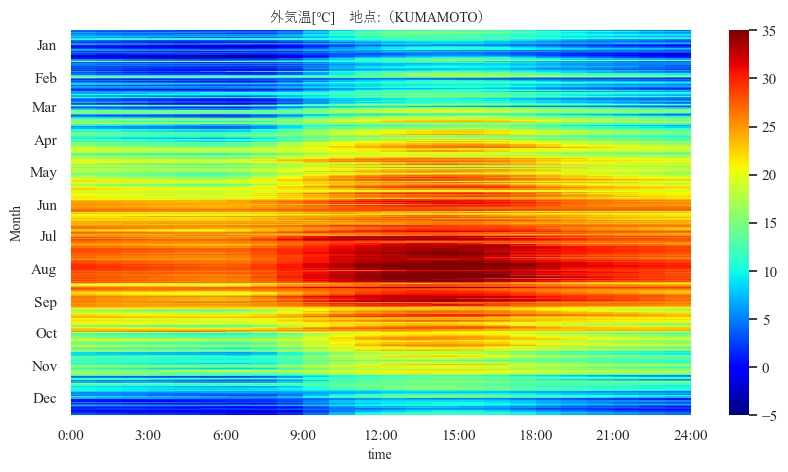 外気温[℃] 地点:（KUMAMOTO）
Month
Jan
Feb
Mar
Apr
May
Jun
Jul
Aug
Sep
Oct
Nov
Dec
0:00 3:00 6:00 9:00 12:00 15:00 18:00 21:00 24:00
time
35
30
25
20
15
10
5
0
−5